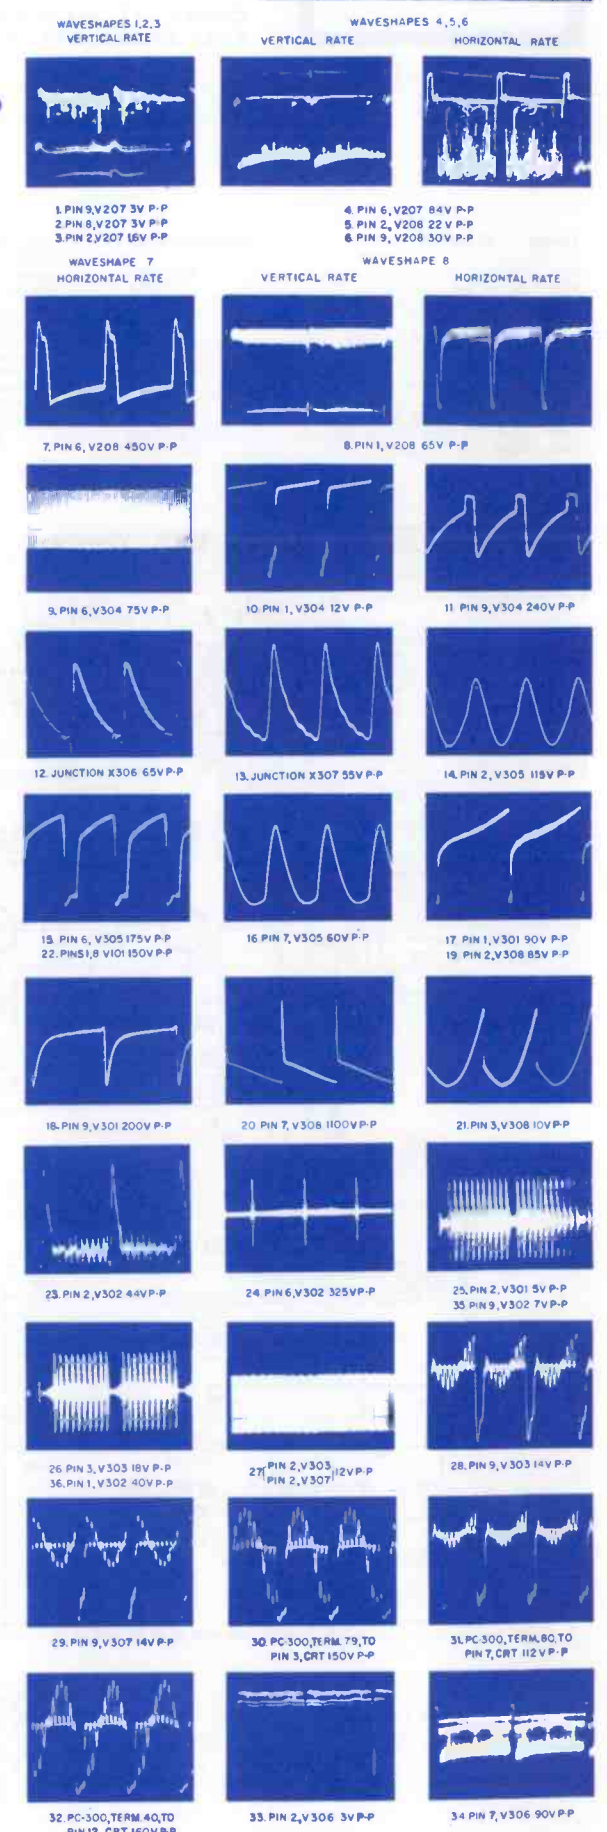 WAVESHAPES 1,2,3
VERTICAL RATE
WAVESHAPES 4,5,6
VERTICAL RATE
HORIZONTAL RATE
1. PIN 9,V207 3V P-P
2. PIN 8,V207 3V P-P
3. PIN 2,V207 1.6V P-P
4. PIN 6, V207 84V P-P
5. PIN 2, V208 22 V P-P
6. PIN 9, V208 30V P-P
WAVESHAPE 7
HORIZONTAL RATE
WAVESHAPE 8
VERTICAL RATE
HORIZONTAL RATE
7. PIN 6, V208 450V P-P
8. PIN 1, V208 65V P-P
9. PIN 6, V304 75V P-P
10. PIN 1, V304 12V P-P
11. PIN 9, V304 240V P-P
12. JUNCTION X306 65V P-P
13. JUNCTION X307 55V P-P
14. PIN 2, V305 115V P-P
15. PIN 6, V305 175V P-P
22. PINS 1,8 V101 150V P-P
16 PIN 7, V305 60V P-P
17 PIN 1, V301 90V P-P
19 PIN 2, V308 85V P-P
18. PIN 9, V301 200V P-P
20 PIN 7, V308 1100V P-P
21. PIN 3, V308 10V P-P
23. PIN 2, V302 44V P-P
24. PIN 6, V302 325V P-P
25. PIN 2, V301 5V P-P
35 PIN 9, V302 7V P-P
26 PIN 3, V303 18V P-P
36. PIN 1, V302 40V P-P
27{PIN 2, V303
PIN 2, V307}12V P-P
28. PIN 9, V303 14V P-P
29. PIN 9, V307 14V P-P
30. PC-300, TERM. 79, TO
PIN 3, CRT 150V P-P
31. PC-300, TERM. 80, TO
PIN 7, CRT 112V P-P
32. PC-300, TERM. 40, TO
PIN 12, CRT 160V P-P
33. PIN 2, V306 3V P-P
34 PIN 7, V306 90V P-P